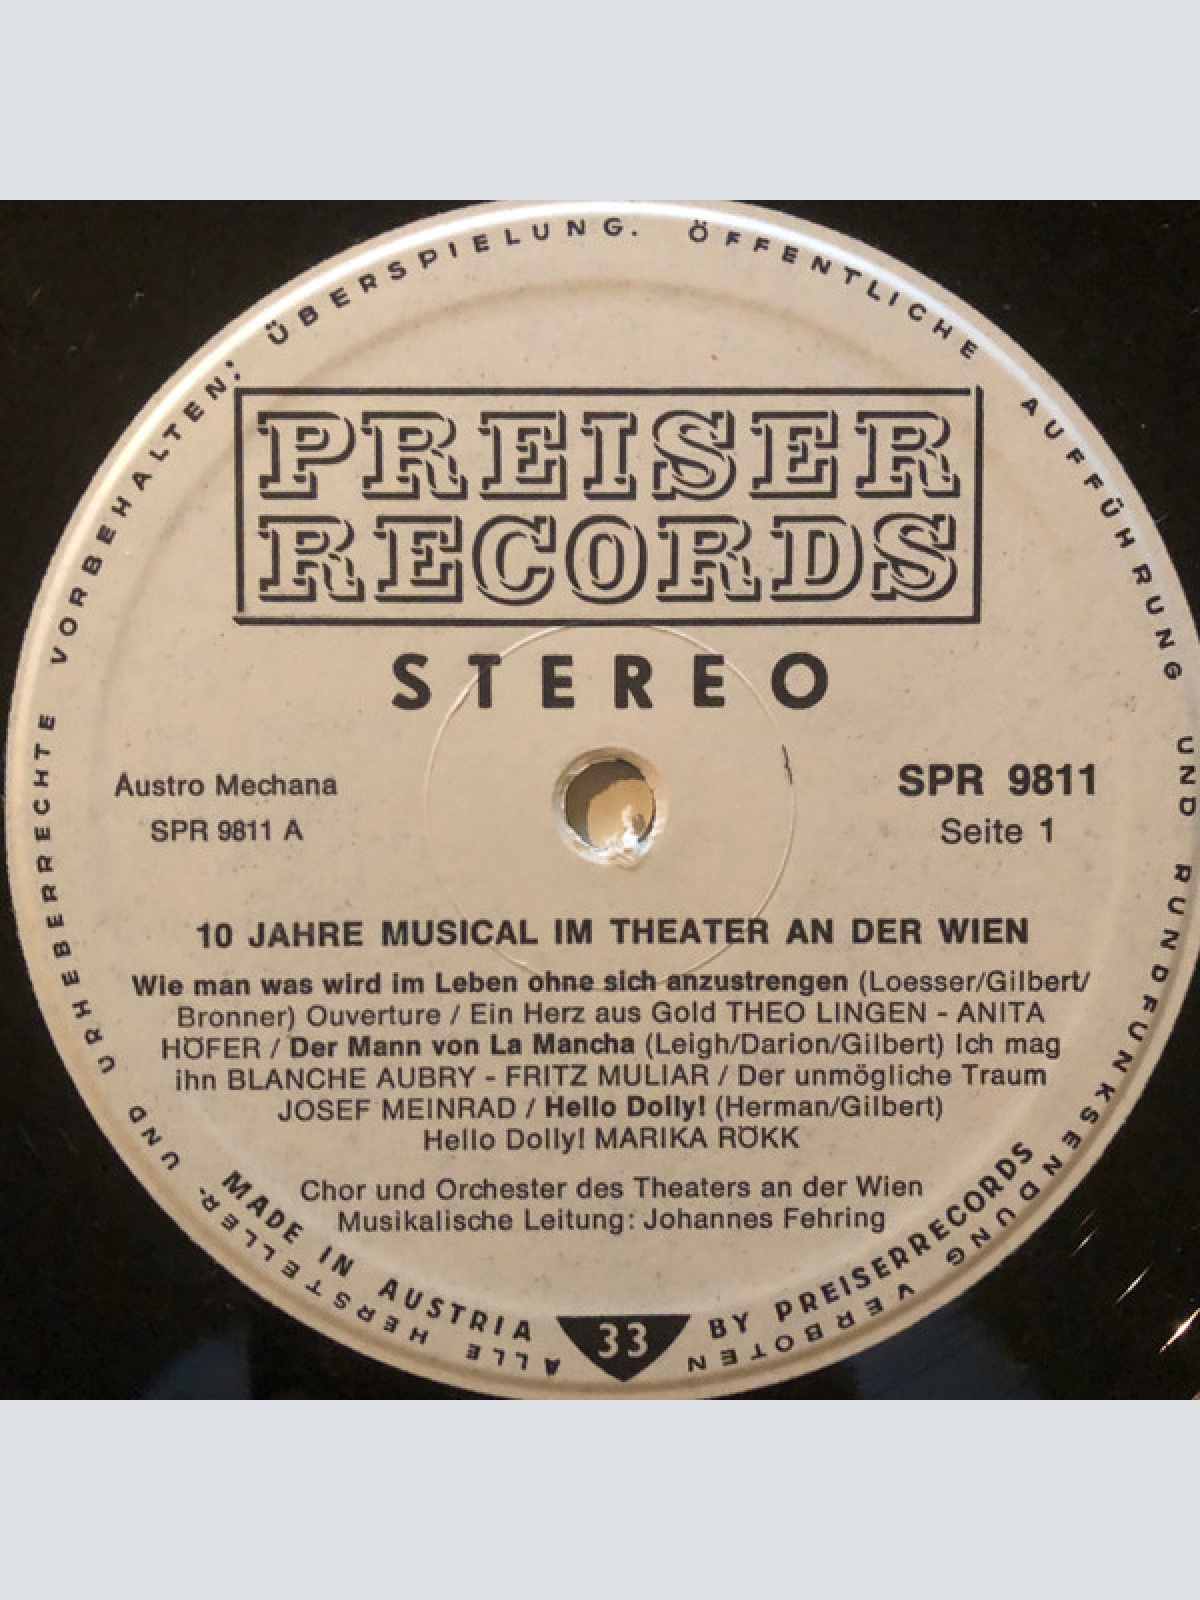 ALLE HERSTELLER- UND URHEBERRECHTE VORBEHALTEN: ÜBERSPIELUNG. ÖFFENTLICHE AUFFÜHRUNG UND RUNDFUNKSENDUNG VERBOTEN
PREISER
RECORDS
STEREO
Austro Mechana
SPR 9811 A
SPR 9811
Seite 1
10 JAHRE MUSICAL IM THEATER AN DER WIEN
Wie man was wird im Leben ohne sich anzustrengen (Loesser/Gilbert/
Bronner) Ouverture / Ein Herz aus Gold THEO LINGEN - ANITA
HÖFER / Der Mann von La Mancha (Leigh/Darion/Gilbert) Ich mag
ihn BLANCHE AUBRY - FRITZ MULIAR / Der unmögliche Traum
JOSEF MEINRAD / Hello Dolly! (Herman/Gilbert)
Hello Dolly! MARIKA RÖKK
Chor und Orchester des Theaters an der Wien
Musikalische Leitung: Johannes Fehring
MADE IN AUSTRIA
33
BY PREISERRECORDS